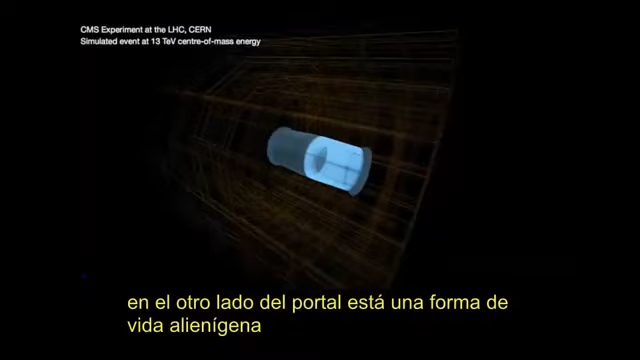 CMS Experiment at the LHC, CERN
Simulated event at 13 TeV centre-of-mass energy
en el otro lado del portal está una forma de
vida alienígena